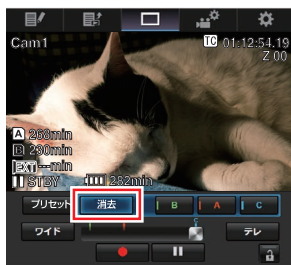 Cam1
TC 01:12:54.19
Z 00
A 268min
B 290min
EXT ---min
STBY 282min
プリセット 消去 B A C
ワイド テレ